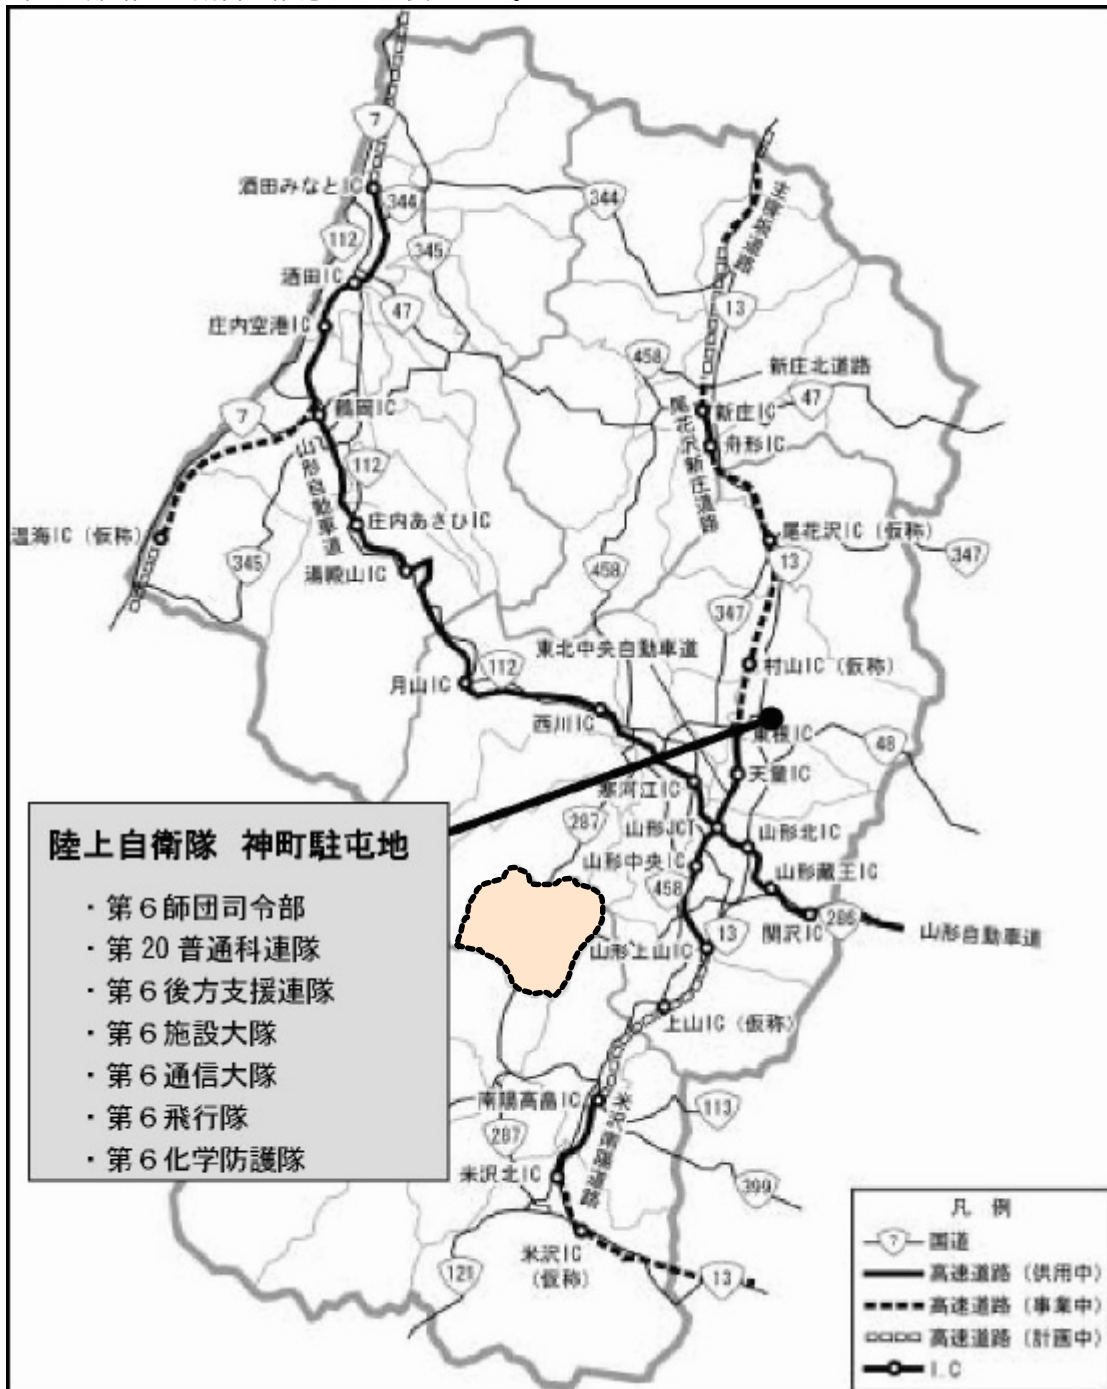 7
酒田みなとIC
344
344
112
345
酒田IC
13
庄内空港IC
47
458
新庄北道路
47
7
鶴岡IC
新庄IC
尾花沢新庄道路
舟形IC
山形自動車道
112
庄内あさひIC
温海IC(仮称)
尾花沢IC(仮称)
347
345
湯殿山IC
458
13
347
東北中央自動車道
村山IC(仮称)
月山IC
112
西川IC
東根IC
48
天童IC
寒河江IC
287
山形JCT
山形北IC
山形中央IC
山形蔵王IC
458
13
関沢IC
286
山形自動車道
山形上山IC
上山IC(仮称)
陸上自衛隊 神町駐屯地
・第6師団司令部
・第20普通科連隊
・第6後方支援連隊
・第6施設大隊
・第6通信大隊
・第6飛行隊
・第6化学防護隊
南陽高畠IC
113
米沢南陽道路
287
米沢北IC
399
米沢IC
(仮称)
121
13
凡 例
7 国道
高速道路(供用中)
高速道路(事業中)
高速道路(計画中)
I.C